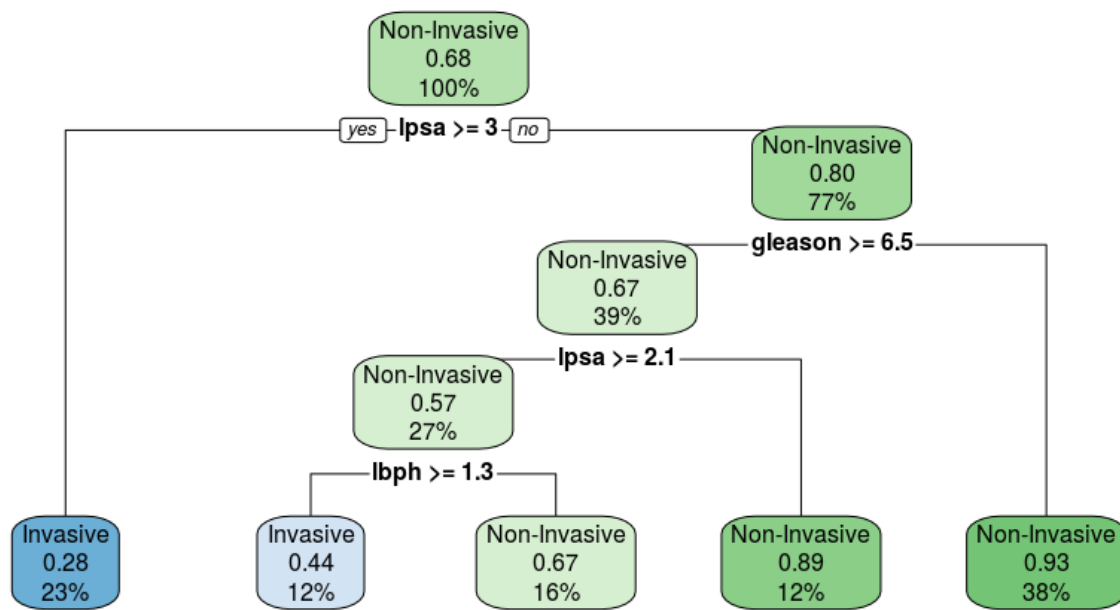 Non-Invasive
0.68
100%
yes lpsa >= 3 no
Non-Invasive
0.80
77%
gleason >= 6.5
Non-Invasive
0.67
39%
lpsa >= 2.1
Non-Invasive
0.57
27%
lbph >= 1.3
Invasive
0.28
23%
Invasive
0.44
12%
Non-Invasive
0.67
16%
Non-Invasive
0.89
12%
Non-Invasive
0.93
38%